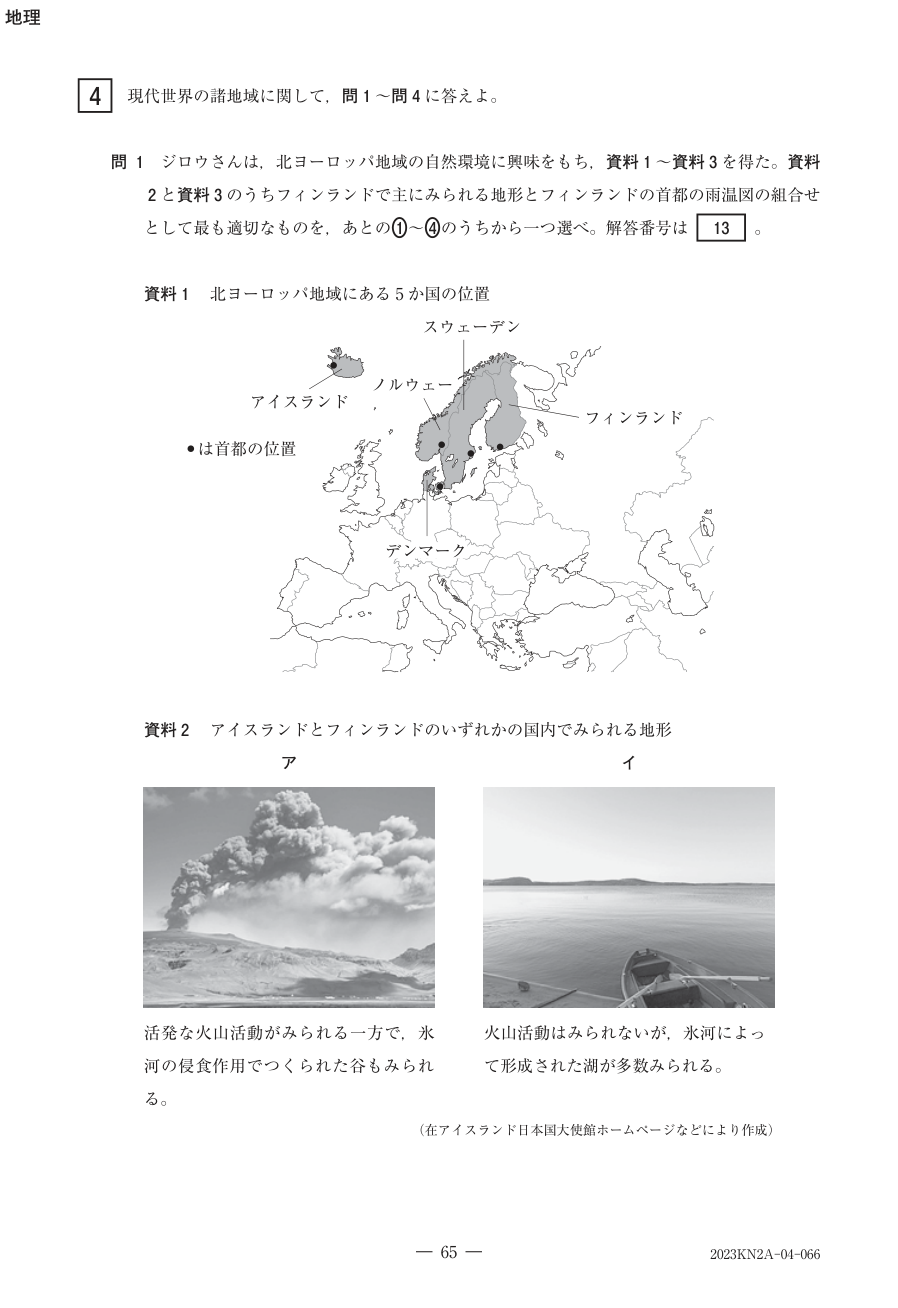 地理
4 現代世界の諸地域に関して，問1～問4に答えよ。
問1 ジロウさんは，北ヨーロッパ地域の自然環境に興味をもち，資料1～資料3を得た。資料
2と資料3のうちフィンランドで主にみられる地形とフィンランドの首都の雨温図の組合せ
として最も適切なものを，あとの①～④のうちから一つ選べ。解答番号は 13 。
資料1 北ヨーロッパ地域にある5か国の位置
スウェーデン
ノルウェー
アイスランド
フィンランド
●は首都の位置
デンマーク
資料2 アイスランドとフィンランドのいずれかの国内でみられる地形
ア
イ
活発な火山活動がみられる一方で，氷
河の侵食作用でつくられた谷もみられ
る。
火山活動はみられないが，氷河によっ
て形成された湖が多数みられる。
（在アイスランド日本国大使館ホームページなどにより作成）
― 65 ―
2023KN2A-04-066